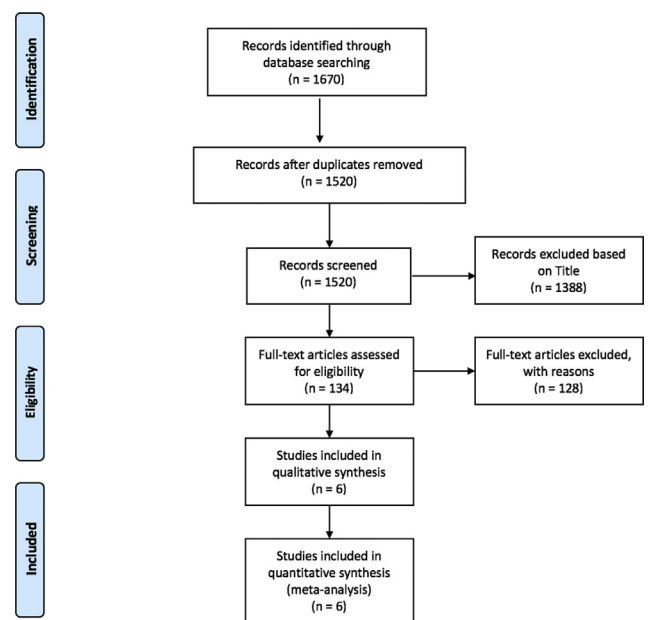 Identification
Records identified through
database searching
(n = 1670)
Records after duplicates removed
(n = 1520)
Screening
Records screened
(n = 1520)
Records excluded based
on Title
(n = 1388)
Eligibility
Full-text articles assessed
for eligibility
(n = 134)
Full-text articles excluded,
with reasons
(n = 128)
Studies included in
qualitative synthesis
(n = 6)
Included
Studies included in
quantitative synthesis
(meta-analysis)
(n = 6)